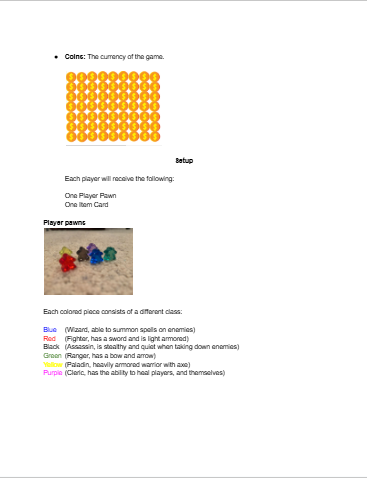 • Coins: The currency of the game.
Setup
Each player will receive the following:
One Player Pawn
One Item Card
Player pawns
Each colored piece consists of a different class:
Blue (Wizard, able to summon spells on enemies)
Red (Fighter, has a sword and is light armored)
Black (Assassin, is stealthy and quiet when taking down enemies)
Green (Ranger, has a bow and arrow)
Yellow (Paladin, heavily armored warrior with axe)
Purple (Cleric, has the ability to heal players, and themselves)